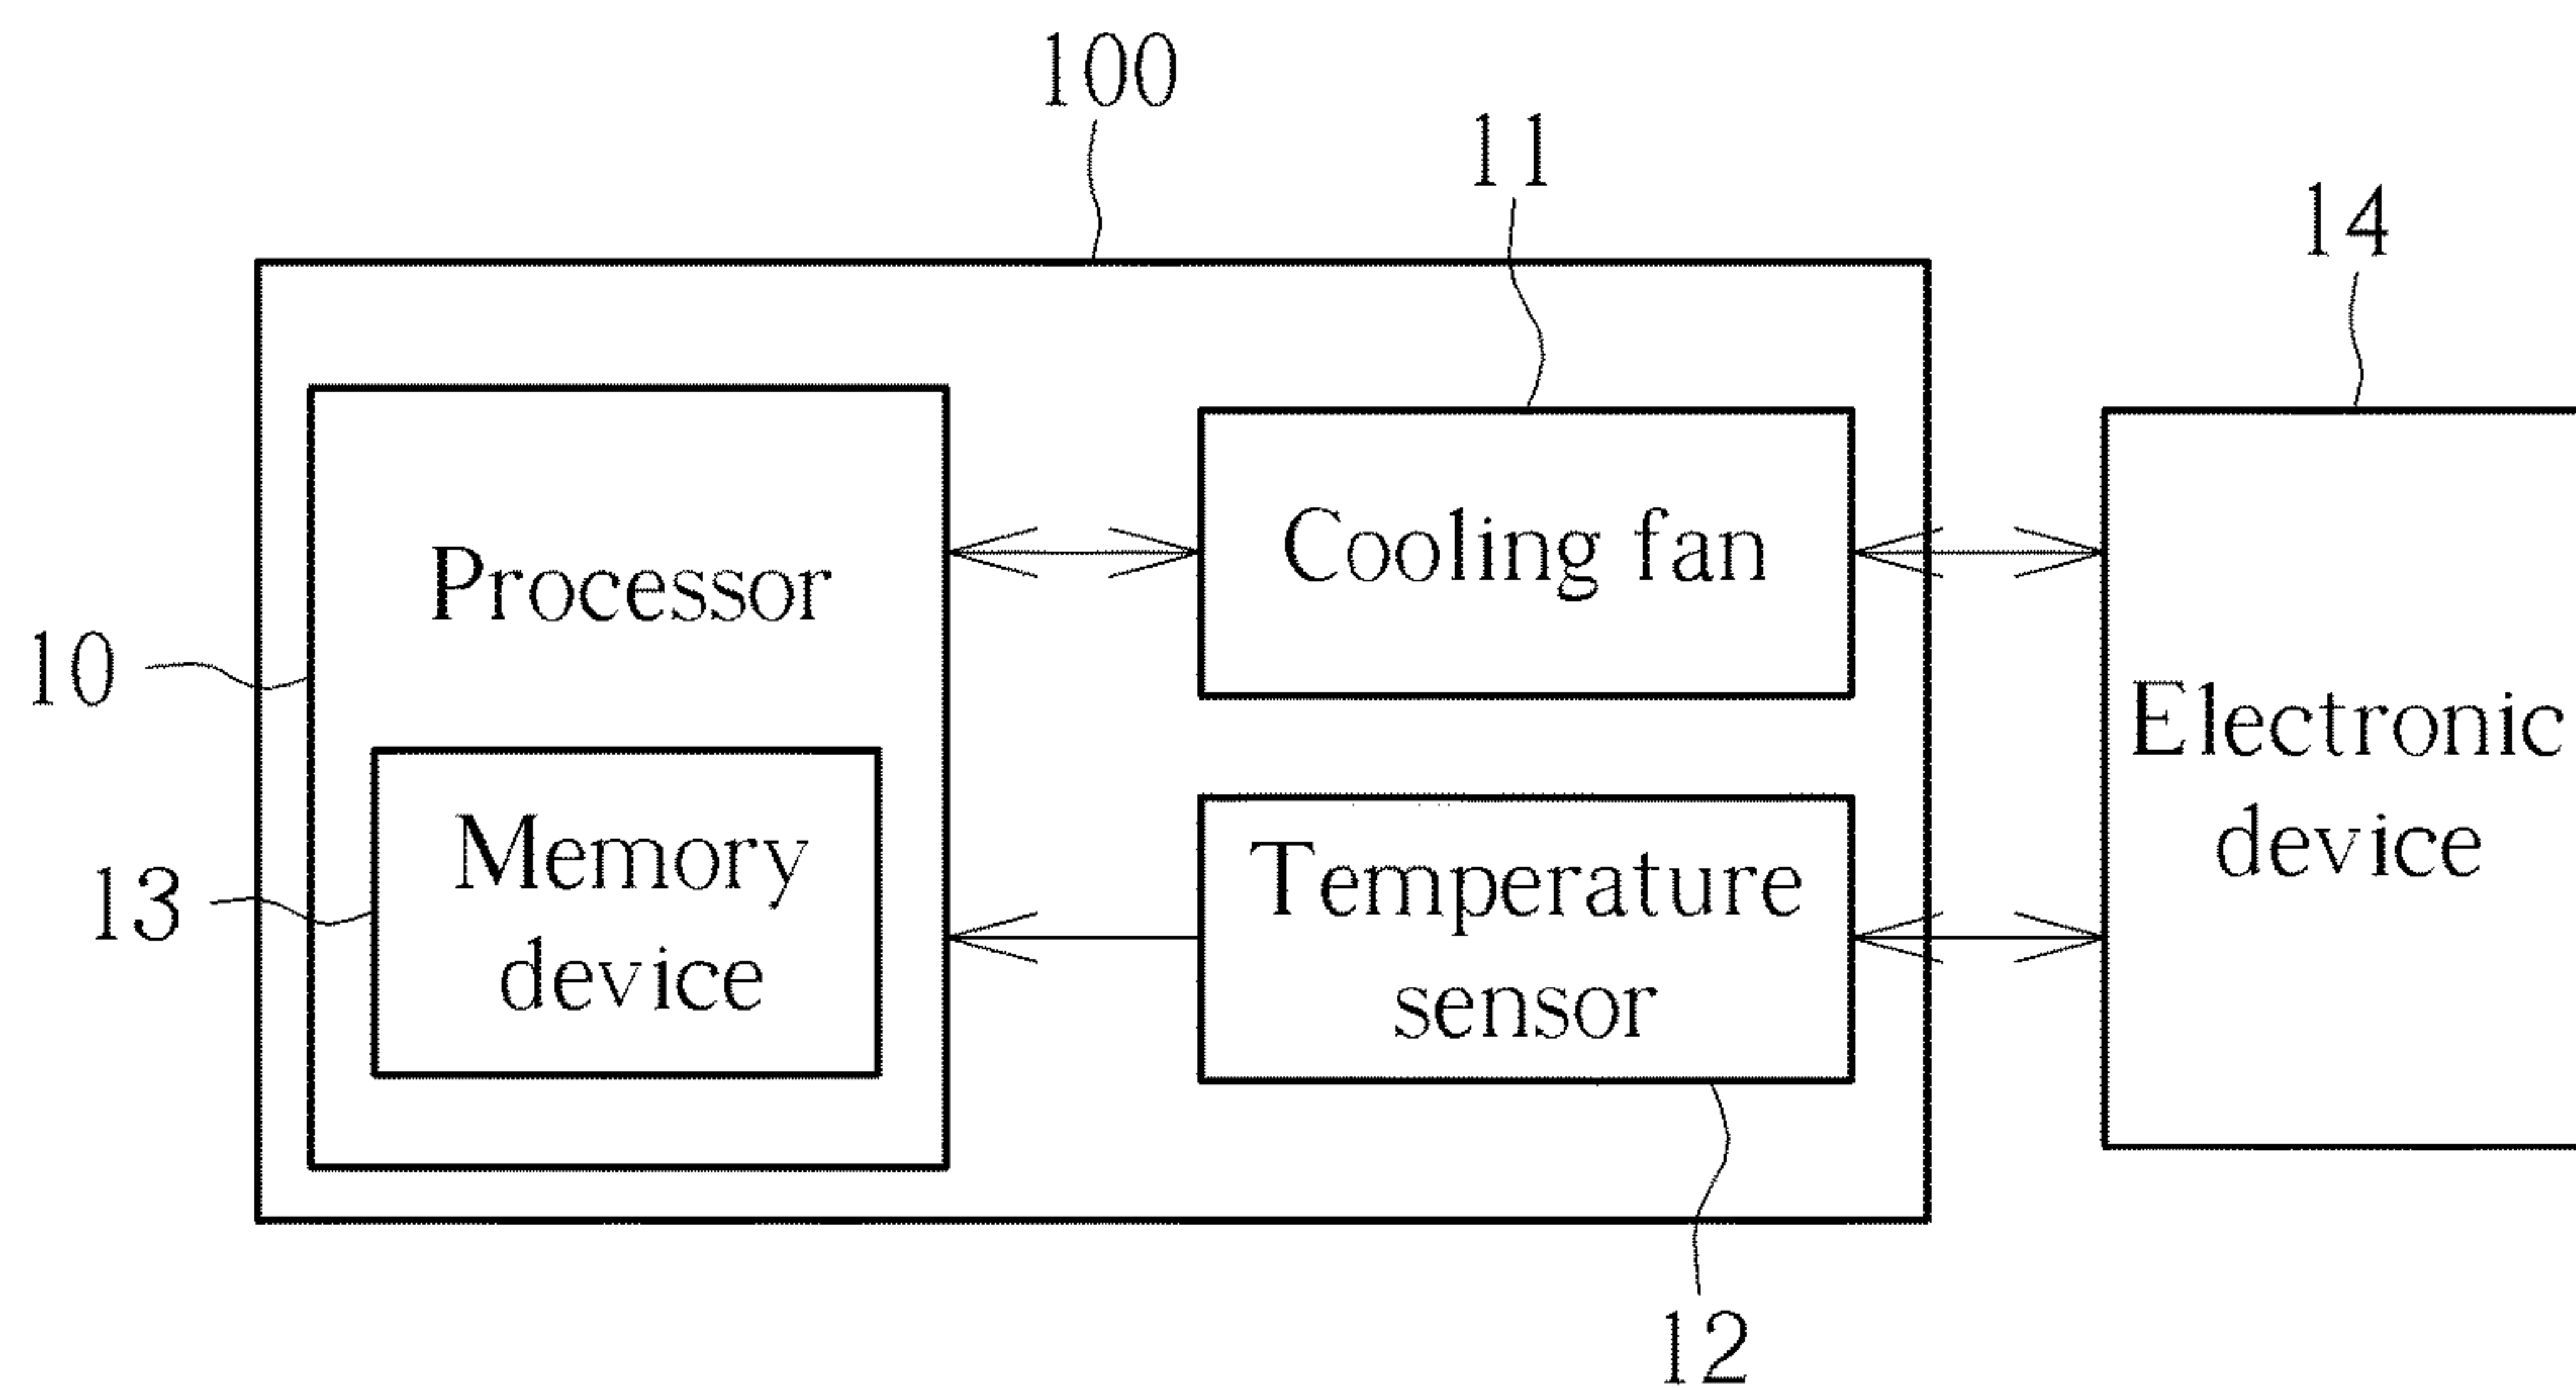 100
11
14
Processor
Cooling fan
10
Electronic
device
Memory
device
13
Temperature
sensor
12